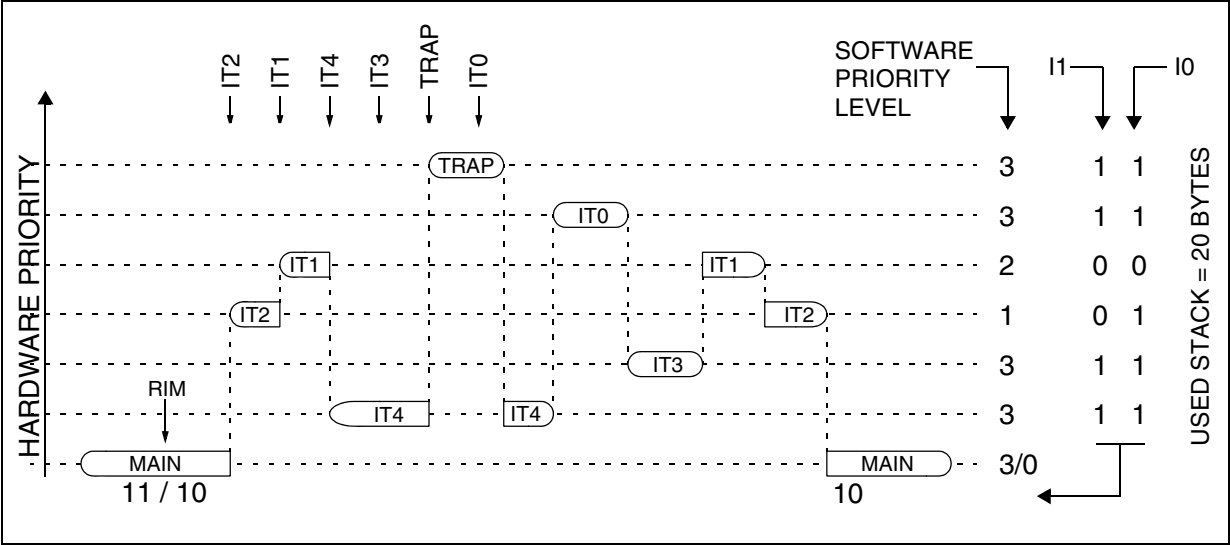 IT2 IT1 IT4 IT3 TRAP IT0
SOFTWARE
PRIORITY
LEVEL
I1 I0
HARDWARE PRIORITY
USED STACK = 20 BYTES
TRAP 3 1 1
IT0 3 1 1
IT1 IT1 2 0 0
IT2 IT2 1 0 1
IT3 3 1 1
RIM
IT4 IT4 3 1 1
MAIN MAIN 3/0
11 / 10 10